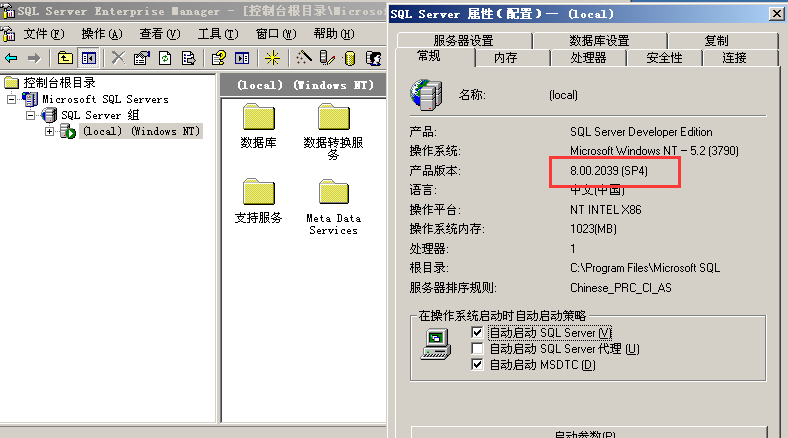 SQL Server Enterprise Manager - [控制台根目录\Microsof
文件(F) 操作(A) 查看(V) 工具(T) 窗口(W) 帮助(H)
控制台根目录
Microsoft SQL Servers
SQL Server 组
(local) (Windows NT)
(local) (Windows NT)
数据库
数据转换服
务
支持服务
Meta Data
Services
SQL Server 属性(配置) — (local)
服务器设置 数据库设置 复制
常规 内存 处理器 安全性 连接
名称: (local)
产品: SQL Server Developer Edition
操作系统: Microsoft Windows NT - 5.2 (3790)
产品版本: 8.00.2039 (SP4)
语言: 中文(中国)
操作平台: NT INTEL X86
操作系统内存: 1023(MB)
处理器: 1
根目录: C:\Program Files\Microsoft SQL
服务器排序规则: Chinese_PRC_CI_AS
在操作系统启动时自动启动策略
自动启动 SQL Server (V)
自动启动 SQL Server 代理 (U)
自动启动 MSDTC (D)
启动参数(P)